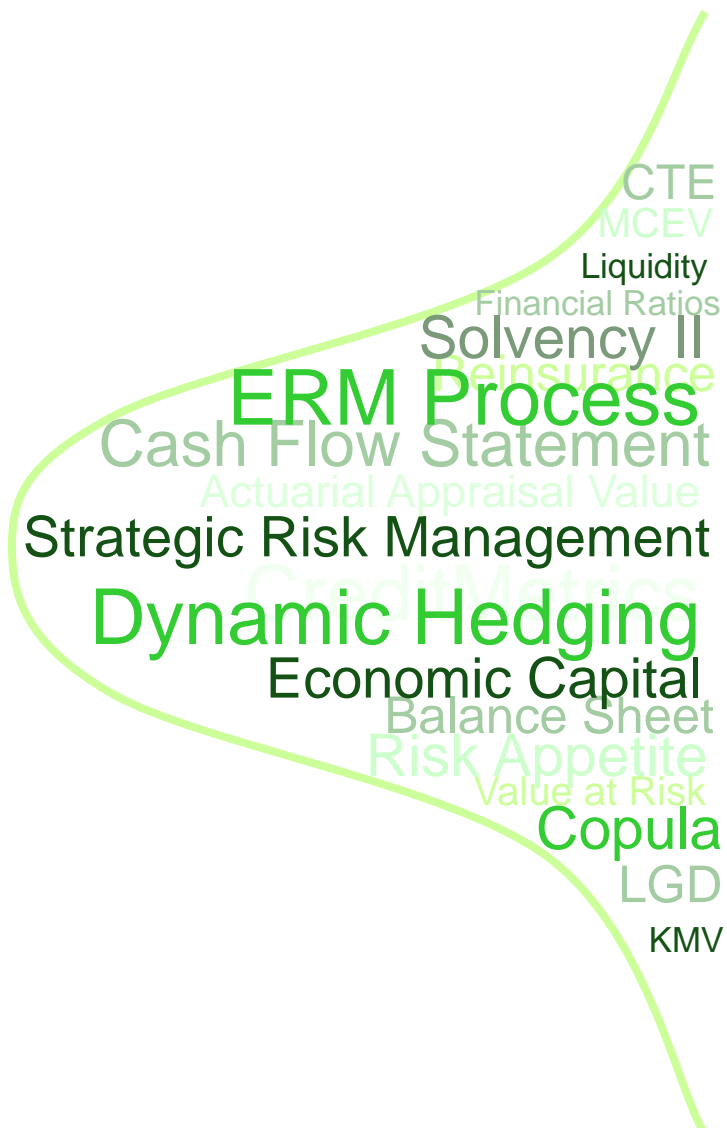 CTE
MCEV
Liquidity
Financial Ratios
Solvency II
Reinsurance
ERM Process
Cash Flow Statement
Actuarial Appraisal Value
Strategic Risk Management
CreditMetrics
Dynamic Hedging
Economic Capital
Balance Sheet
Risk Appetite
Value at Risk
Copula
LGD
KMV